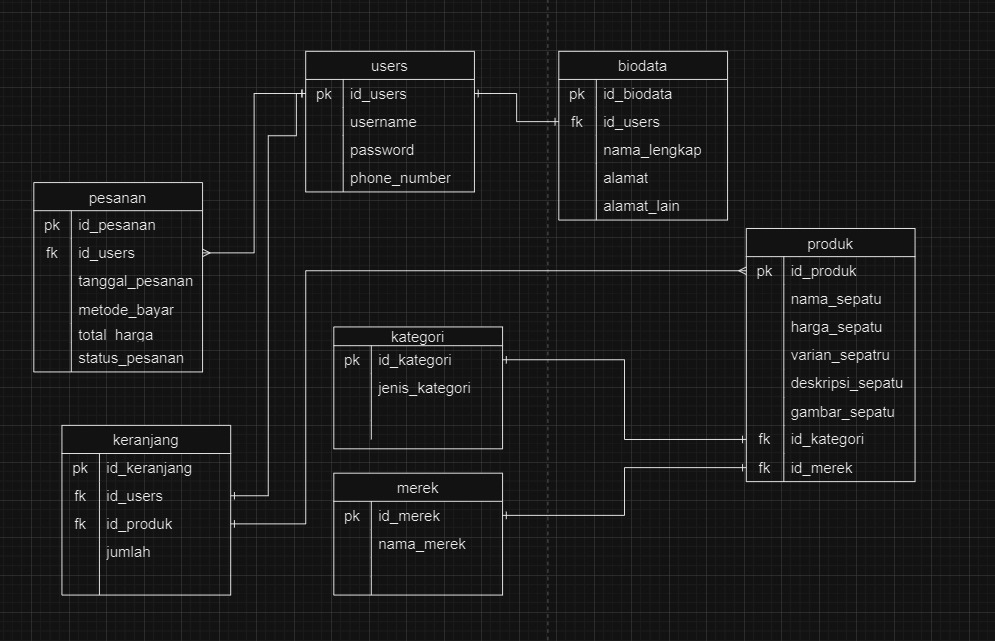 users
pk id_users
username
password
phone_number
biodata
pk id_biodata
fk id_users
nama_lengkap
alamat
alamat_lain
pesanan
pk id_pesanan
fk id_users
tanggal_pesanan
metode_bayar
total_harga
status_pesanan
produk
pk id_produk
nama_sepatu
harga_sepatu
varian_sepatru
deskripsi_sepatu
gambar_sepatu
fk id_kategori
fk id_merek
kategori
pk id_kategori
jenis_kategori
keranjang
pk id_keranjang
fk id_users
fk id_produk
jumlah
merek
pk id_merek
nama_merek